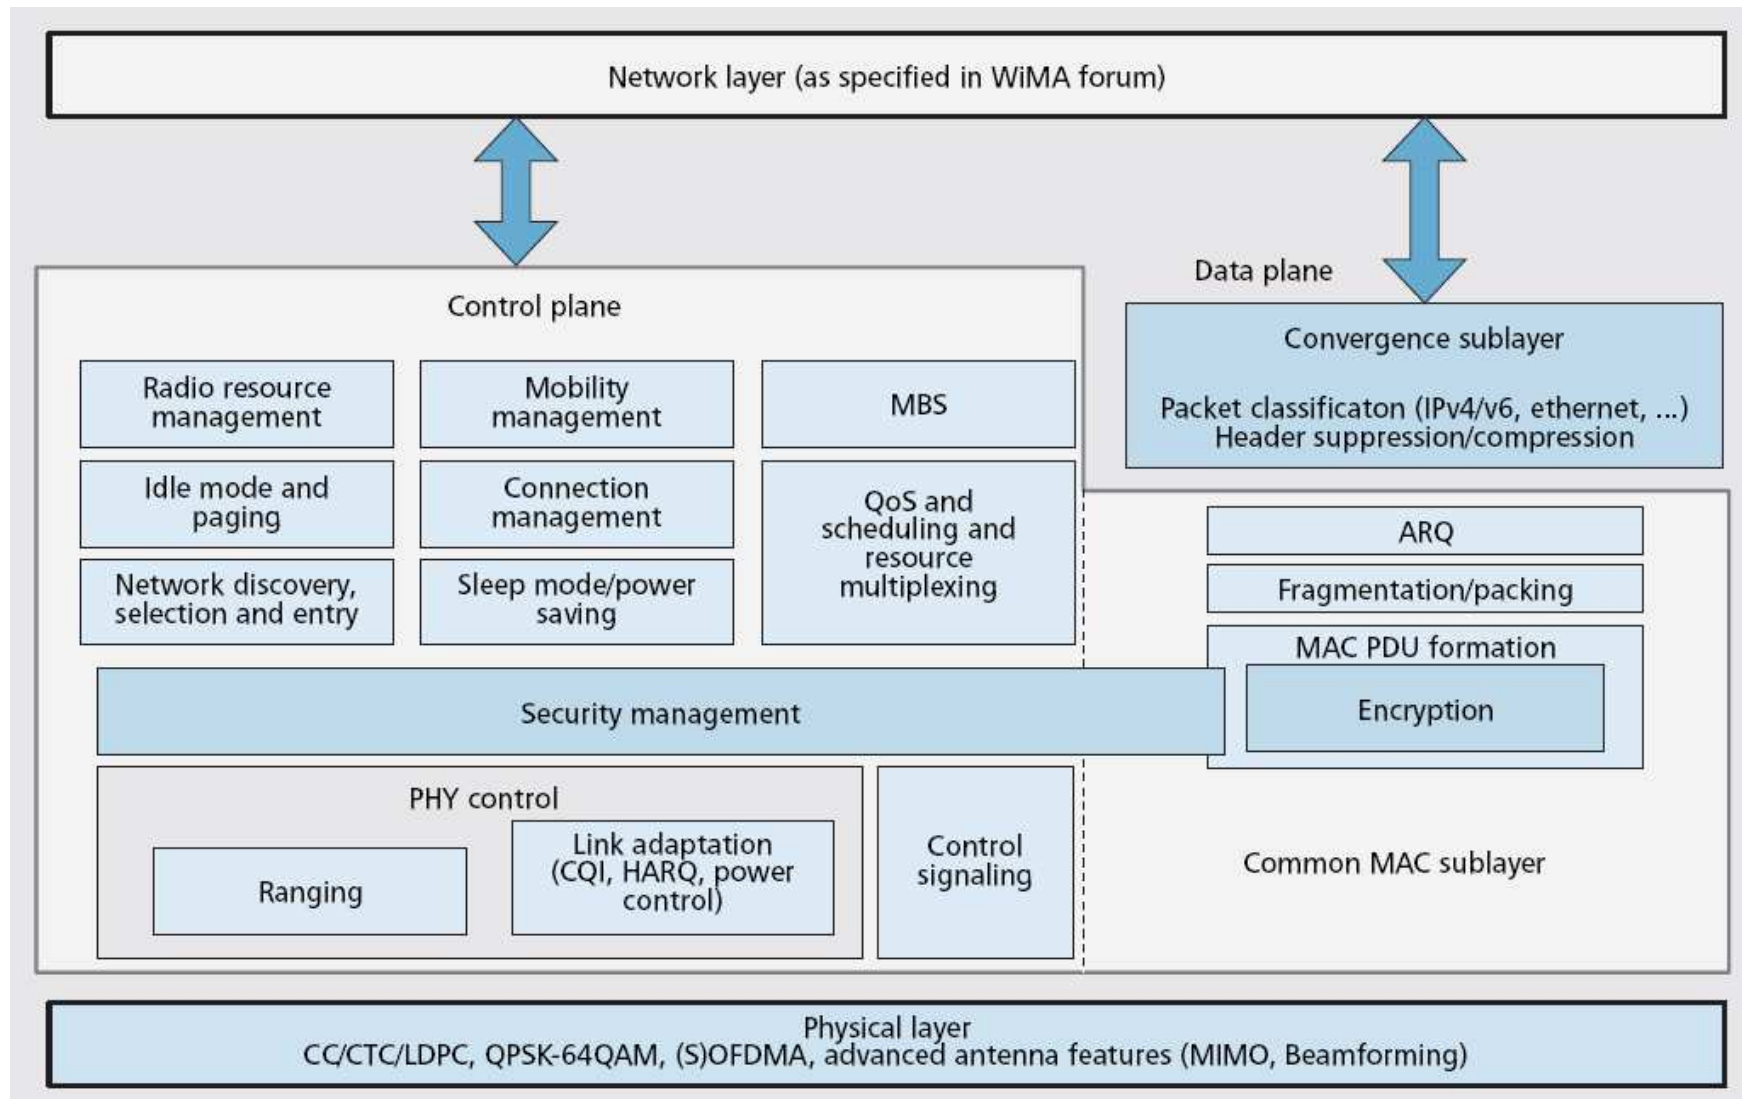 Network layer (as specified in WiMA forum)
Data plane
Control plane
Convergence sublayer
Packet classificaton (IPv4/v6, ethernet, ...)
Header suppression/compression
Radio resource
management
Mobility
management
MBS
Idle mode and
paging
Connection
management
QoS and
scheduling and
resource
multiplexing
Network discovery,
selection and entry
Sleep mode/power
saving
ARQ
Fragmentation/packing
MAC PDU formation
Encryption
Security management
PHY control
Ranging
Link adaptation
(CQI, HARQ, power
control)
Control
signaling
Common MAC sublayer
Physical layer
CC/CTC/LDPC, QPSK-64QAM, (S)OFDMA, advanced antenna features (MIMO, Beamforming)